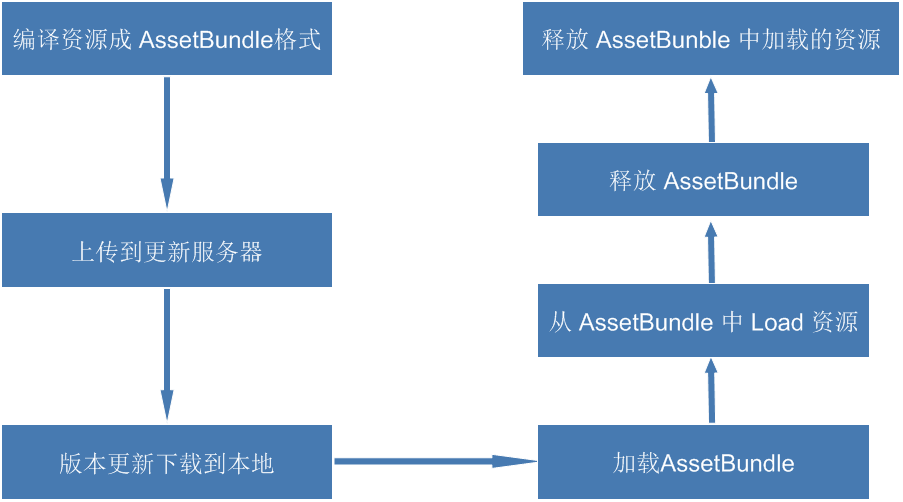 编译资源成 AssetBundle格式
上传到更新服务器
版本更新下载到本地
加载AssetBundle
从 AssetBundle 中 Load 资源
释放 AssetBundle
释放 AssetBunble 中加载的资源